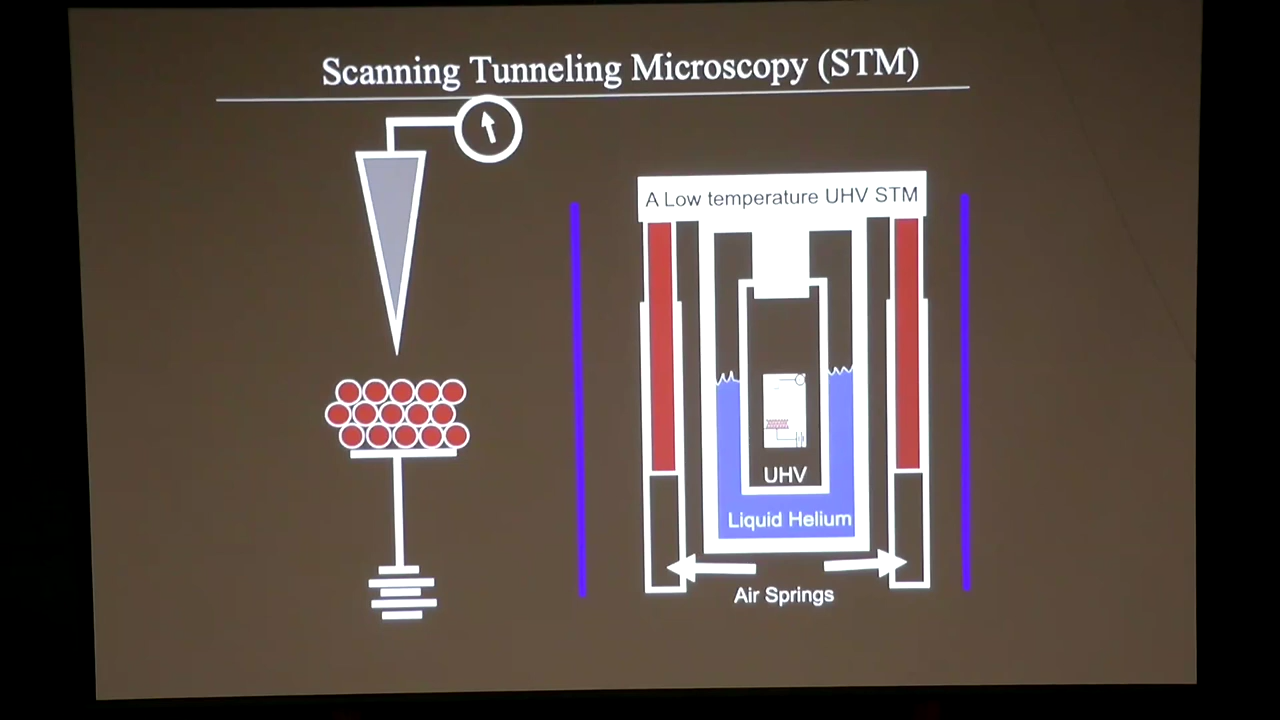 Scanning Tunneling Microscopy (STM)
A Low temperature UHV STM
UHV
Liquid Helium
Air Springs